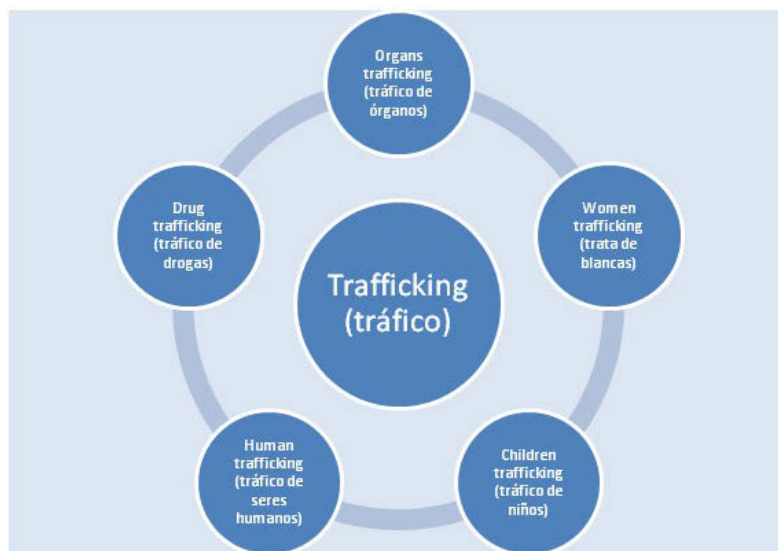 Organs
trafficking
(tráfico de
órganos)
Drug
trafficking
(tráfico de
drogas)
Women
trafficking
(trata de
blancas)
Trafficking
(tráfico)
Human
trafficking
(tráfico de
seres
humanos)
Children
trafficking
(tráfico de
niños)